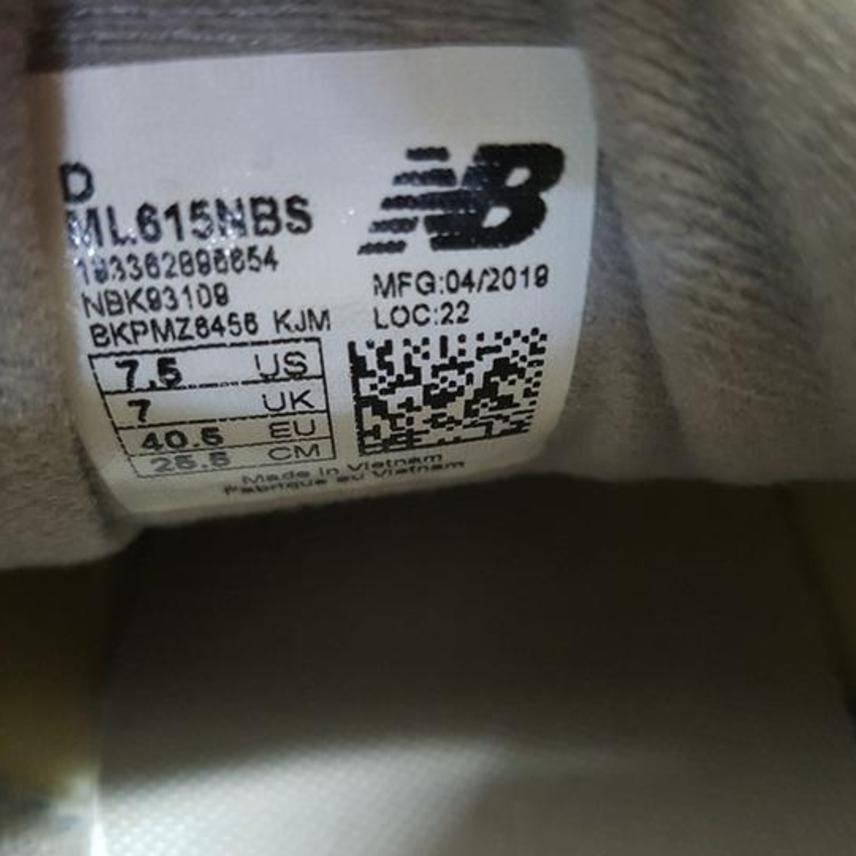 D
ML615NBS
NB
193362896654
NBK93109
BKPMZ6456 KJM
MFG:04/2019
LOC:22
7.5 US
7 UK
40.5 EU
25.5 CM
Made in Vietnam
Fabriqué au Vietnam